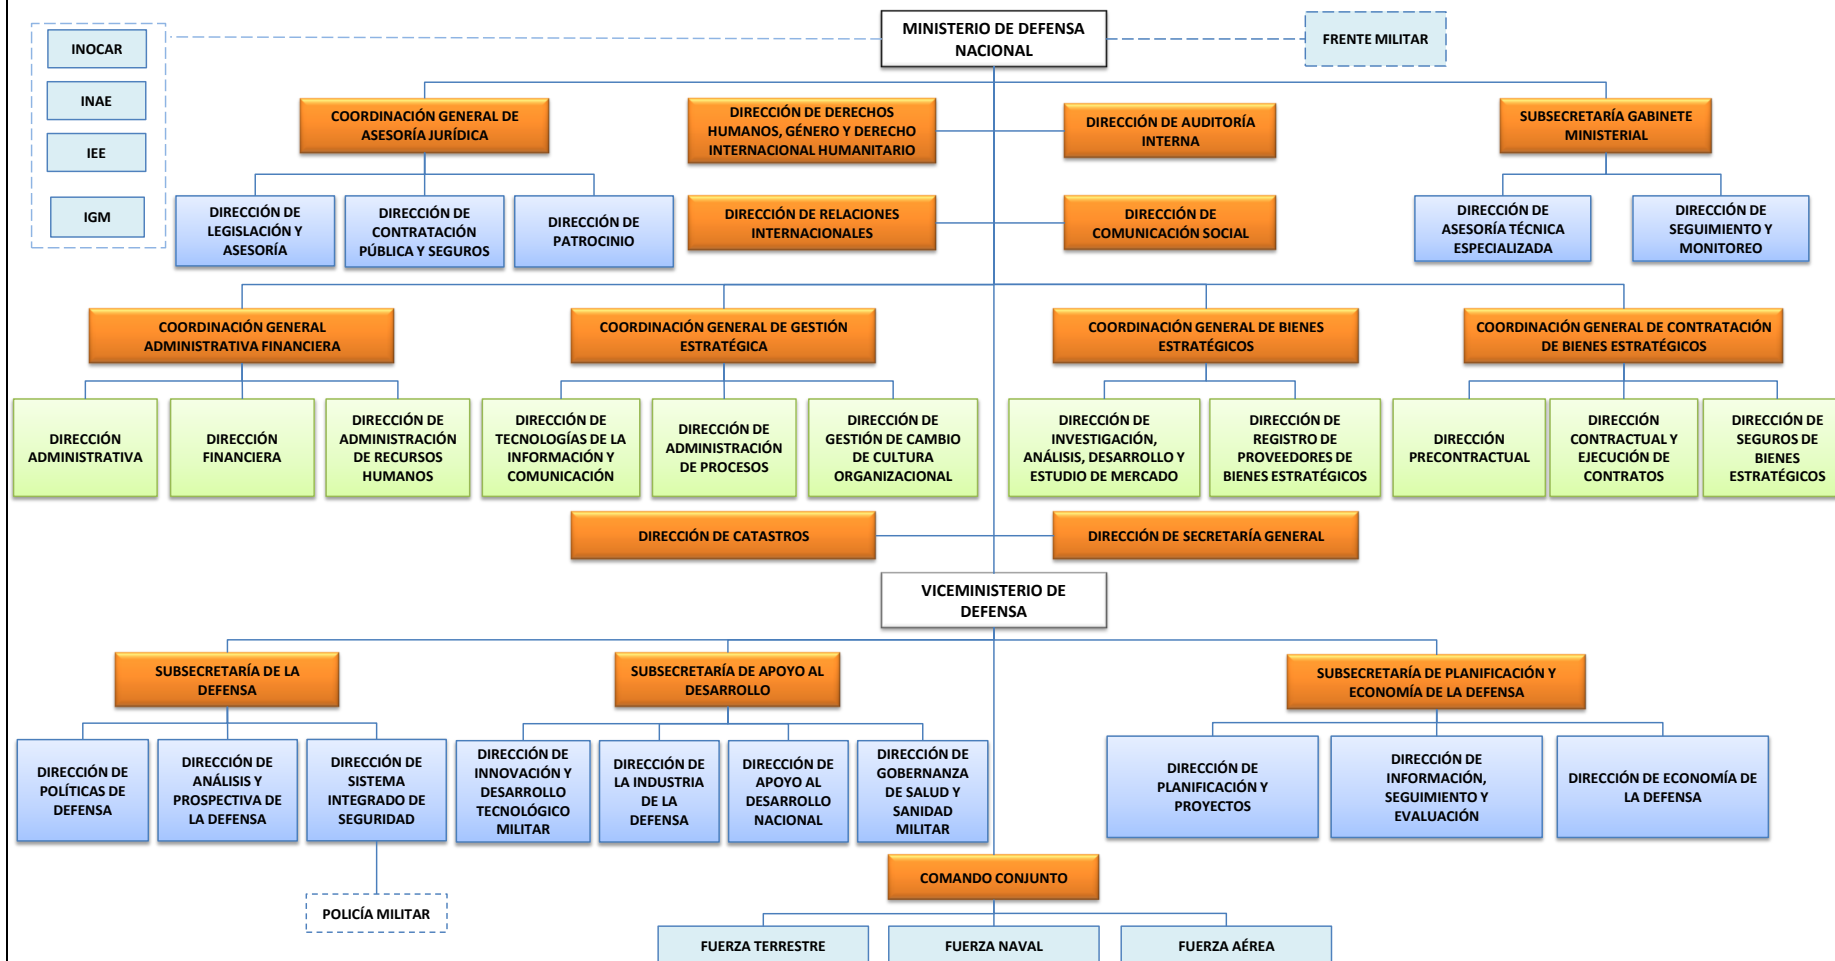 MINISTERIO DE DEFENSA
NACIONAL
FRENTE MILITAR
INOCAR
INAE
IEE
IGM
COORDINACIÓN GENERAL DE
ASESORÍA JURÍDICA
DIRECCIÓN DE DERECHOS
HUMANOS, GÉNERO Y DERECHO
INTERNACIONAL HUMANITARIO
DIRECCIÓN DE AUDITORÍA
INTERNA
SUBSECRETARÍA GABINETE
MINISTERIAL
DIRECCIÓN DE
LEGISLACIÓN Y
ASESORÍA
DIRECCIÓN DE
CONTRATACIÓN
PÚBLICA Y SEGUROS
DIRECCIÓN DE
PATROCINIO
DIRECCIÓN DE RELACIONES
INTERNACIONALES
DIRECCIÓN DE
COMUNICACIÓN SOCIAL
DIRECCIÓN DE
ASESORÍA TÉCNICA
ESPECIALIZADA
DIRECCIÓN DE
SEGUIMIENTO Y
MONITOREO
COORDINACIÓN GENERAL
ADMINISTRATIVA FINANCIERA
COORDINACIÓN GENERAL DE GESTIÓN
ESTRATÉGICA
COORDINACIÓN GENERAL DE BIENES
ESTRATÉGICOS
COORDINACIÓN GENERAL DE CONTRATACIÓN
DE BIENES ESTRATÉGICOS
DIRECCIÓN
ADMINISTRATIVA
DIRECCIÓN
FINANCIERA
DIRECCIÓN DE
ADMINISTRACIÓN
DE RECURSOS
HUMANOS
DIRECCIÓN DE
TECNOLOGÍAS DE LA
INFORMACIÓN Y
COMUNICACIÓN
DIRECCIÓN DE
ADMINISTRACIÓN
DE PROCESOS
DIRECCIÓN DE
GESTIÓN DE CAMBIO
DE CULTURA
ORGANIZACIONAL
DIRECCIÓN DE
INVESTIGACIÓN,
ANÁLISIS, DESARROLLO Y
ESTUDIO DE MERCADO
DIRECCIÓN DE
REGISTRO DE
PROVEEDORES DE
BIENES ESTRATÉGICOS
DIRECCIÓN
PRECONTRACTUAL
DIRECCIÓN
CONTRACTUAL Y
EJECUCIÓN DE
CONTRATOS
DIRECCIÓN DE
SEGUROS DE
BIENES
ESTRATÉGICOS
DIRECCIÓN DE CATASTROS
DIRECCIÓN DE SECRETARÍA GENERAL
VICEMINISTERIO DE
DEFENSA
SUBSECRETARÍA DE LA
DEFENSA
SUBSECRETARÍA DE APOYO AL
DESARROLLO
SUBSECRETARÍA DE PLANIFICACIÓN Y
ECONOMÍA DE LA DEFENSA
DIRECCIÓN DE
POLÍTICAS DE
DEFENSA
DIRECCIÓN DE
ANÁLISIS Y
PROSPECTIVA DE
LA DEFENSA
DIRECCIÓN DE
SISTEMA
INTEGRADO DE
SEGURIDAD
DIRECCIÓN DE
INNOVACIÓN Y
DESARROLLO
TECNOLÓGICO
MILITAR
DIRECCIÓN DE
LA INDUSTRIA
DE LA
DEFENSA
DIRECCIÓN DE
APOYO AL
DESARROLLO
NACIONAL
DIRECCIÓN DE
GOBERNANZA
DE SALUD Y
SANIDAD
MILITAR
DIRECCIÓN DE
PLANIFICACIÓN Y
PROYECTOS
DIRECCIÓN DE
INFORMACIÓN,
SEGUIMIENTO Y
EVALUACIÓN
DIRECCIÓN DE ECONOMÍA DE
LA DEFENSA
POLICÍA MILITAR
COMANDO CONJUNTO
FUERZA TERRESTRE
FUERZA NAVAL
FUERZA AÉREA